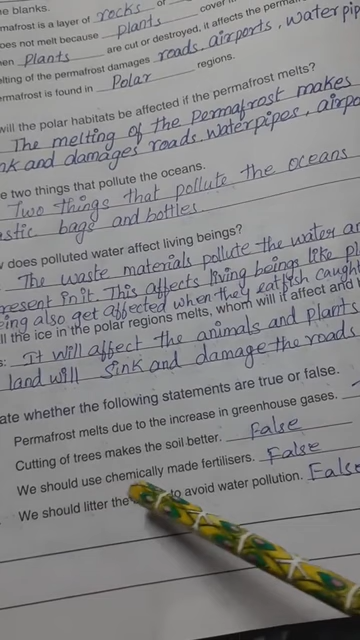 e blanks.
mafrost is a layer of rocks or
oes not melt because plants cover
en Plants are cut or destroyed, it affects the permaf
elting of the permafrost damages roads, airports, waterpip
ermafrost is found in Polar regions.
will the polar habitats be affected if the permafrost melts?
The melting of the Permafrost makes
nk and damages roads, waterpipes, airpo
e two things that pollute the oceans.
Two things that pollute the oceans
astic bags and bottles
w does polluted water affect living beings?
The waste materials pollute the water an
present in it. This affects living beings like pl
eing also get affected when they eat fish caught
ll the ice in the polar regions melts, whom will it affect and
s: It will affect the animals and plants
land will sink and damage the roads
ate whether the following statements are true or false.
Permafrost melts due to the increase in greenhouse gases.
Cutting of trees makes the soil better. False
We should use chemically made fertilisers. False
We should litter the to avoid water pollution. False